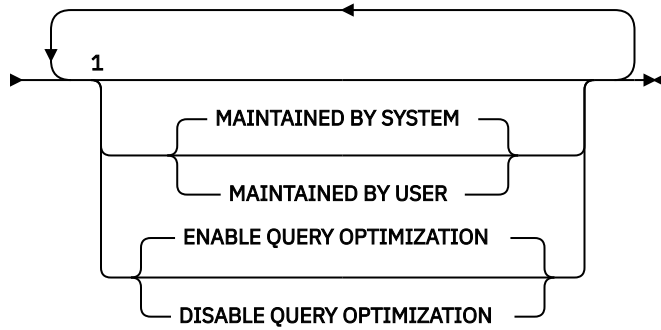 1
MAINTAINED BY SYSTEM
MAINTAINED BY USER
ENABLE QUERY OPTIMIZATION
DISABLE QUERY OPTIMIZATION